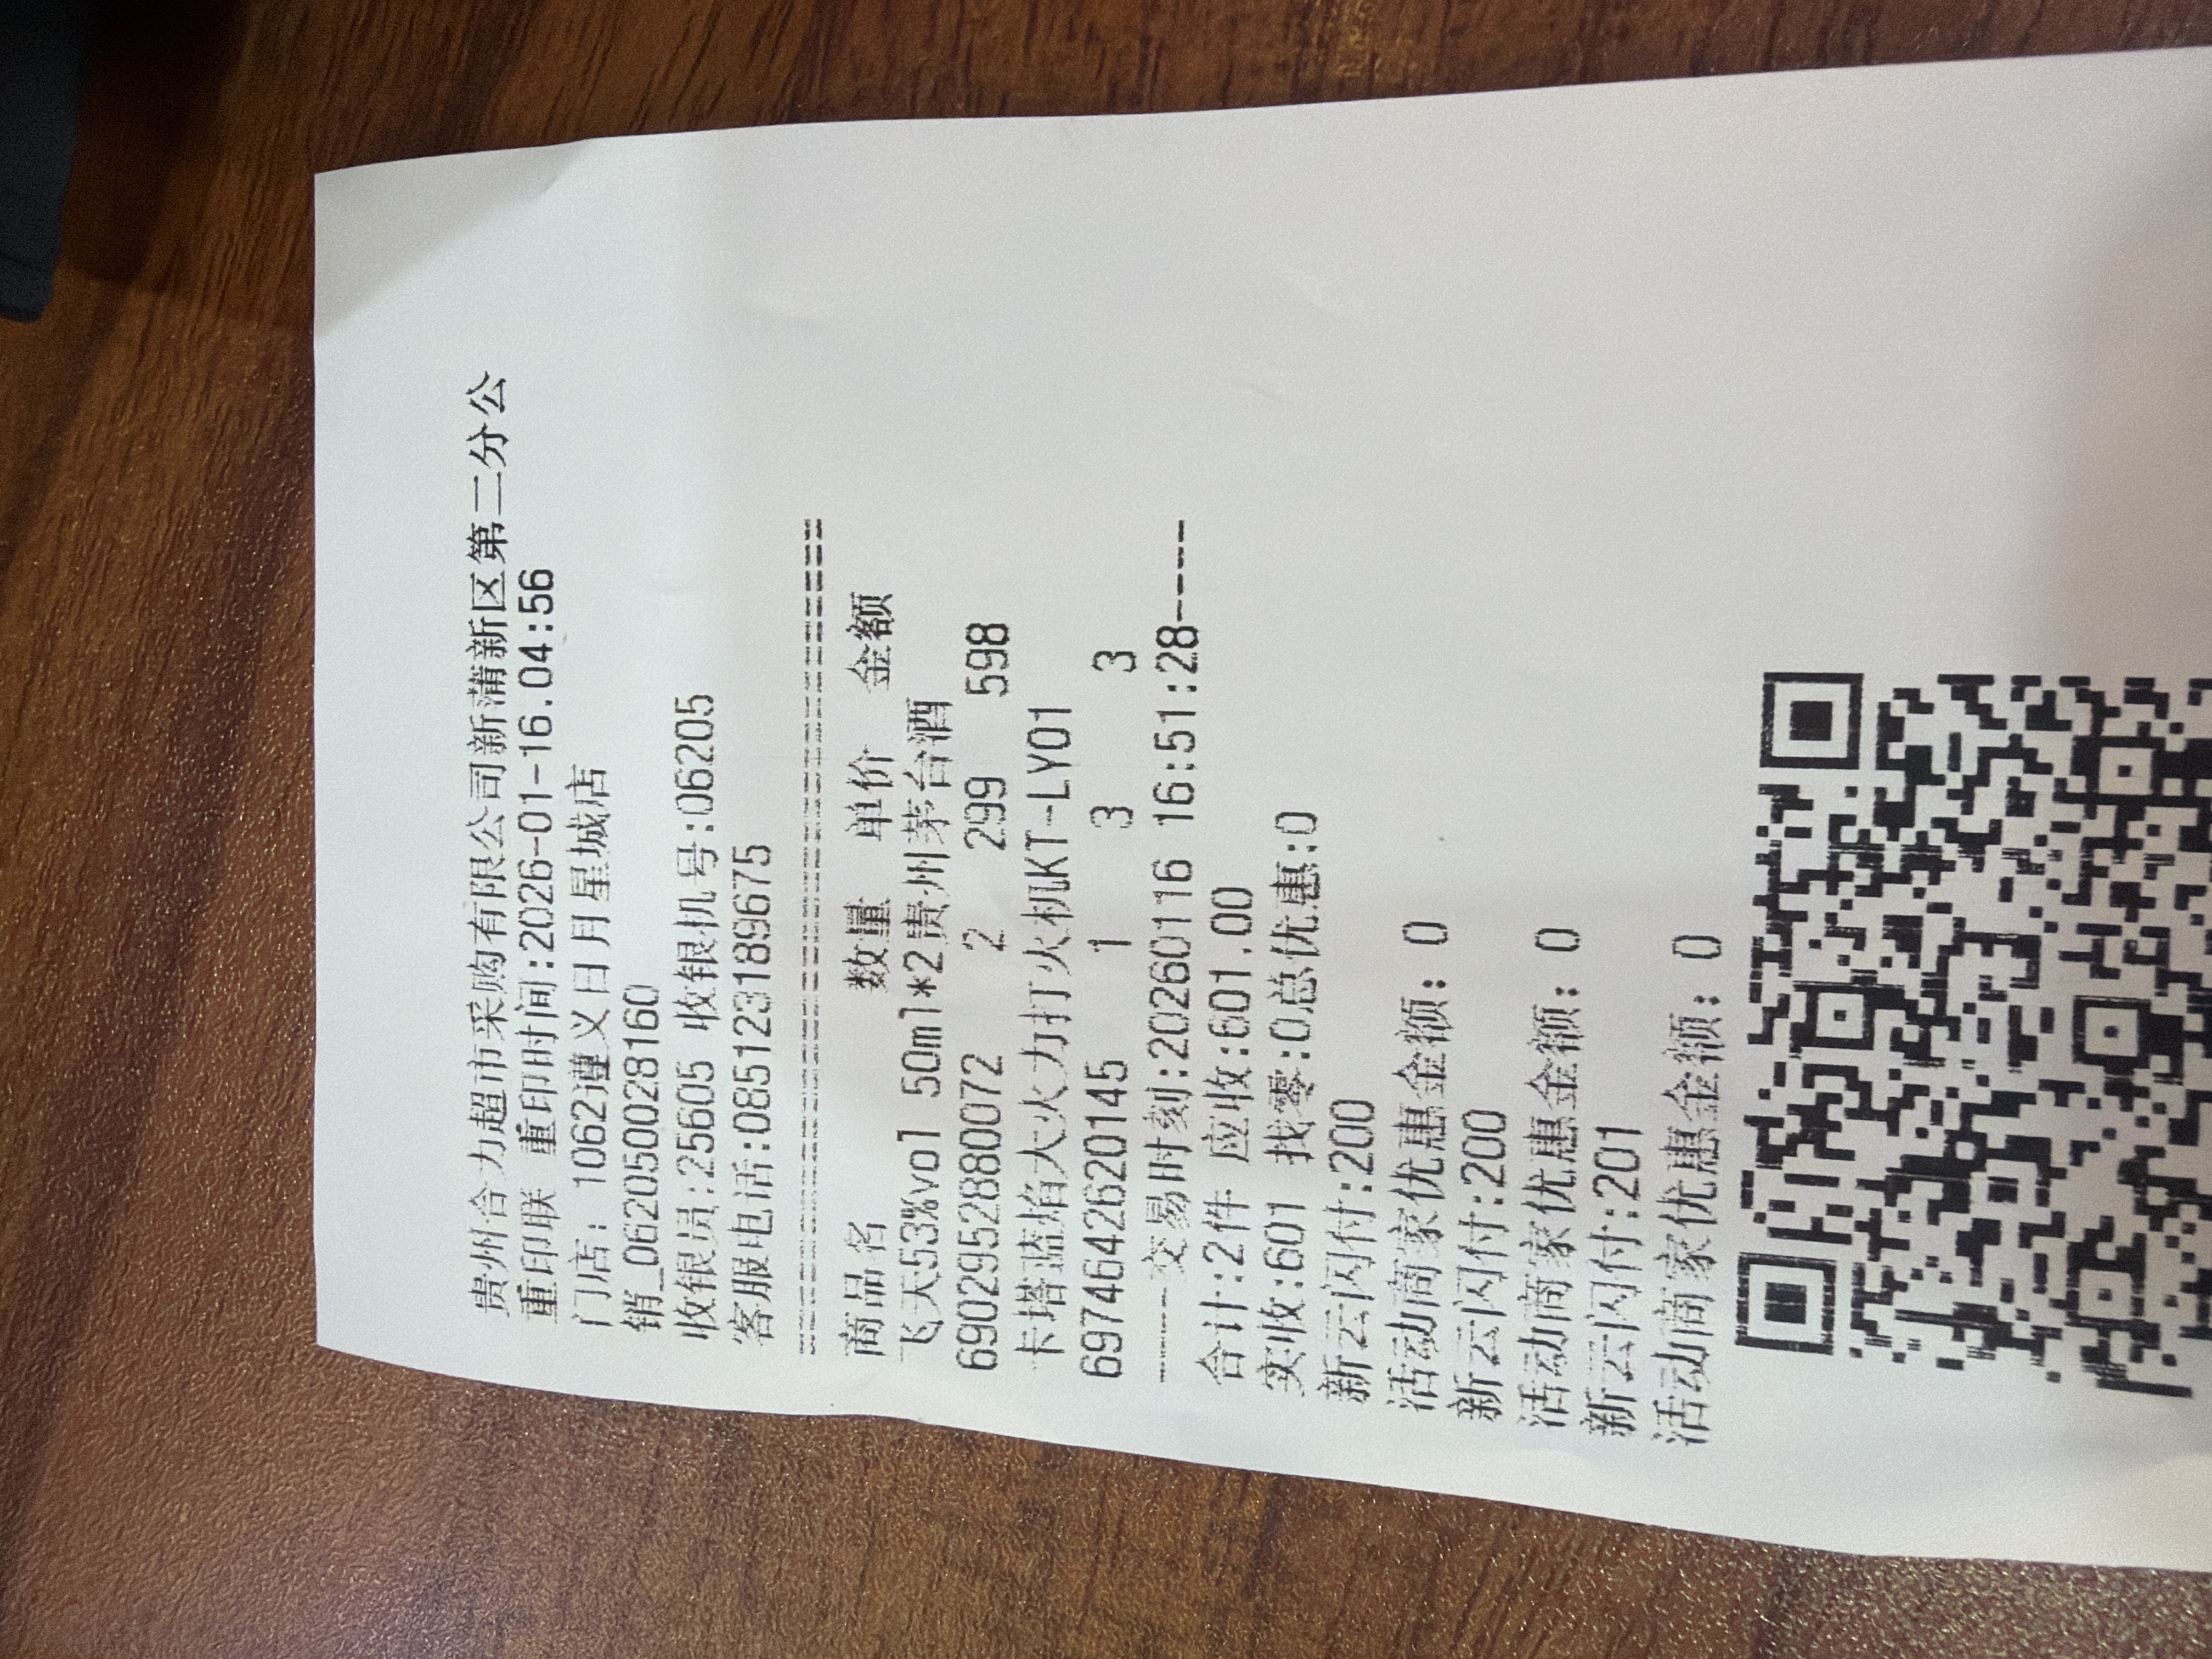 贵州合力超市采购有限公司新蒲新区第二分公
重印联 重印时间:2026-01-16.04:56
门店: 1062遵义日月星城店
销_062050028160
收银员:25605 收银机号:06205
客服电话:085123189675
==========================================
商品名 数量 单价 金额
飞天53%vol 50ml*2贵州茅台酒
6902952880072 2 299 598
卡塔蓝焰大火力打火机KT-LY01
6974642620145 1 3 3
-----交易时刻:20260116 16:51:28-----
合计:2件 应收:601.00
实收:601 找零:0总优惠:0
新云闪付:200
活动商家优惠金额: 0
新云闪付:200
活动商家优惠金额: 0
新云闪付:201
活动商家优惠金额: 0